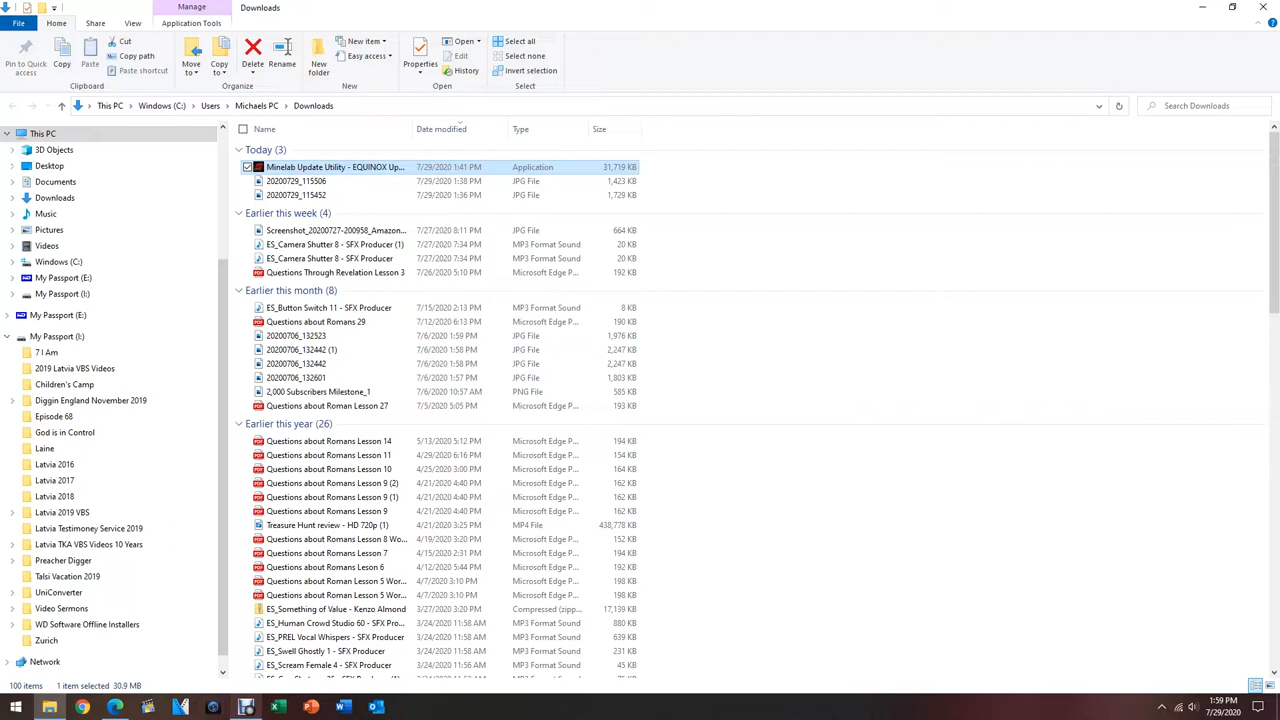 Manage
Downloads
File
Home
Share
View
Application Tools
Pin to Quick access
Copy
Paste
Cut
Copy path
Paste shortcut
Clipboard
Move to
Copy to
Delete
Rename
Organize
New folder
New item
Easy access
New
Properties
Open
Edit
History
Open
Select all
Select none
Invert selection
Select
This PC
Windows (C:)
Users
Michaels PC
Downloads
Search Downloads
This PC
3D Objects
Desktop
Documents
Downloads
Music
Pictures
Videos
Windows (C:)
My Passport (E:)
My Passport (I:)
My Passport (E:)
My Passport (I:)
7 I Am
2019 Latvia VBS Videos
Children's Camp
Diggin England November 2019
Episode 68
God is in Control
Laine
Latvia 2016
Latvia 2017
Latvia 2018
Latvia 2019 VBS
Latvia Testimoney Service 2019
Latvia TKA VBS Videos 10 Years
Preacher Digger
Talsi Vacation 2019
UniConverter
Video Sermons
WD Software Offline Installers
Zurich
Network
Name Date modified Type Size
Today (3)
Minelab Update Utility - EQUINOX Up... 7/29/2020 1:41 PM Application 31,719 KB
20200729_115506 7/29/2020 1:38 PM JPG File 1,423 KB
20200729_115452 7/29/2020 1:36 PM JPG File 1,729 KB
Earlier this week (4)
Screenshot_20200727-200958_Amazon... 7/27/2020 8:11 PM JPG File 664 KB
ES_Camera Shutter 8 - SFX Producer (1) 7/27/2020 7:34 PM MP3 Format Sound 20 KB
ES_Camera Shutter 8 - SFX Producer 7/27/2020 7:34 PM MP3 Format Sound 20 KB
Questions Through Revelation Lesson 3 7/26/2020 5:10 PM Microsoft Edge P... 192 KB
Earlier this month (8)
ES_Button Switch 11 - SFX Producer 7/15/2020 2:13 PM MP3 Format Sound 8 KB
Questions about Romans 29 7/12/2020 6:13 PM Microsoft Edge P... 190 KB
20200706_132523 7/6/2020 1:59 PM JPG File 1,976 KB
20200706_132442 (1) 7/6/2020 1:58 PM JPG File 2,247 KB
20200706_132442 7/6/2020 1:58 PM JPG File 2,247 KB
20200706_132601 7/6/2020 1:57 PM JPG File 1,803 KB
2,000 Subscribers Milestone_1 7/6/2020 10:57 AM PNG File 585 KB
Questions about Roman Lesson 27 7/5/2020 5:05 PM Microsoft Edge P... 193 KB
Earlier this year (26)
Questions about Romans Lesson 14 5/13/2020 5:12 PM Microsoft Edge P... 194 KB
Questions about Romans Lesson 11 4/29/2020 6:16 PM Microsoft Edge P... 154 KB
Questions about Romans Lesson 10 4/25/2020 3:00 PM Microsoft Edge P... 164 KB
Questions about Romans Lesson 9 (2) 4/21/2020 4:40 PM Microsoft Edge P... 162 KB
Questions about Romans Lesson 9 (1) 4/21/2020 4:40 PM Microsoft Edge P... 162 KB
Questions about Romans Lesson 9 4/21/2020 4:40 PM Microsoft Edge P... 162 KB
Treasure Hunt review - HD 720p (1) 4/21/2020 3:25 PM MP4 File 438,778 KB
Questions about Romans Lesson 8 Wo... 4/19/2020 3:20 PM Microsoft Edge P... 152 KB
Questions about Romans Lesson 7 4/15/2020 2:31 PM Microsoft Edge P... 194 KB
Questions about Roman Leson 6 4/12/2020 5:44 PM Microsoft Edge P... 192 KB
Questions about Roman Lesson 5 Wor... 4/7/2020 3:10 PM Microsoft Edge P... 198 KB
Questions about Roman Lesson 5 Wor... 4/7/2020 3:10 PM Microsoft Edge P... 198 KB
ES_Something of Value - Kenzo Almond 3/27/2020 3:20 PM Compressed (zipp... 17,139 KB
ES_Human Crowd Studio 60 - SFX Pro... 3/24/2020 11:58 AM MP3 Format Sound 880 KB
ES_PREL Vocal Whispers - SFX Producer 3/24/2020 11:58 AM MP3 Format Sound 639 KB
ES_Swell Ghostly 1 - SFX Producer 3/24/2020 11:58 AM MP3 Format Sound 231 KB
ES_Scream Female 4 - SFX Producer 3/24/2020 11:56 AM MP3 Format Sound 45 KB
100 items 1 item selected 30.9 MB
1:59 PM
7/29/2020